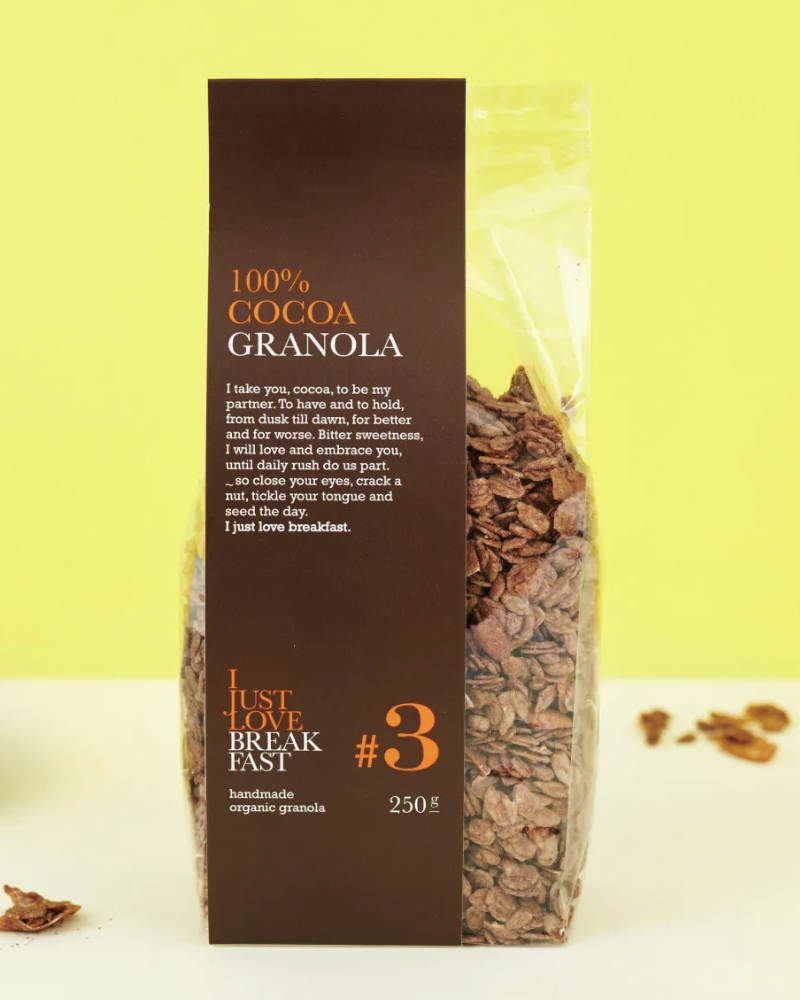 100%
COCOA
GRANOLA
I take you, cocoa, to be my
partner. To have and to hold,
from dusk till dawn, for better
and for worse. Bitter sweetness,
I will love and embrace you,
until daily rush do us part.
~so close your eyes, crack a
nut, tickle your tongue and
seed the day.
I just love breakfast.
I
JUST
LOVE
BREAK
FAST
#3
handmade
organic granola
250g